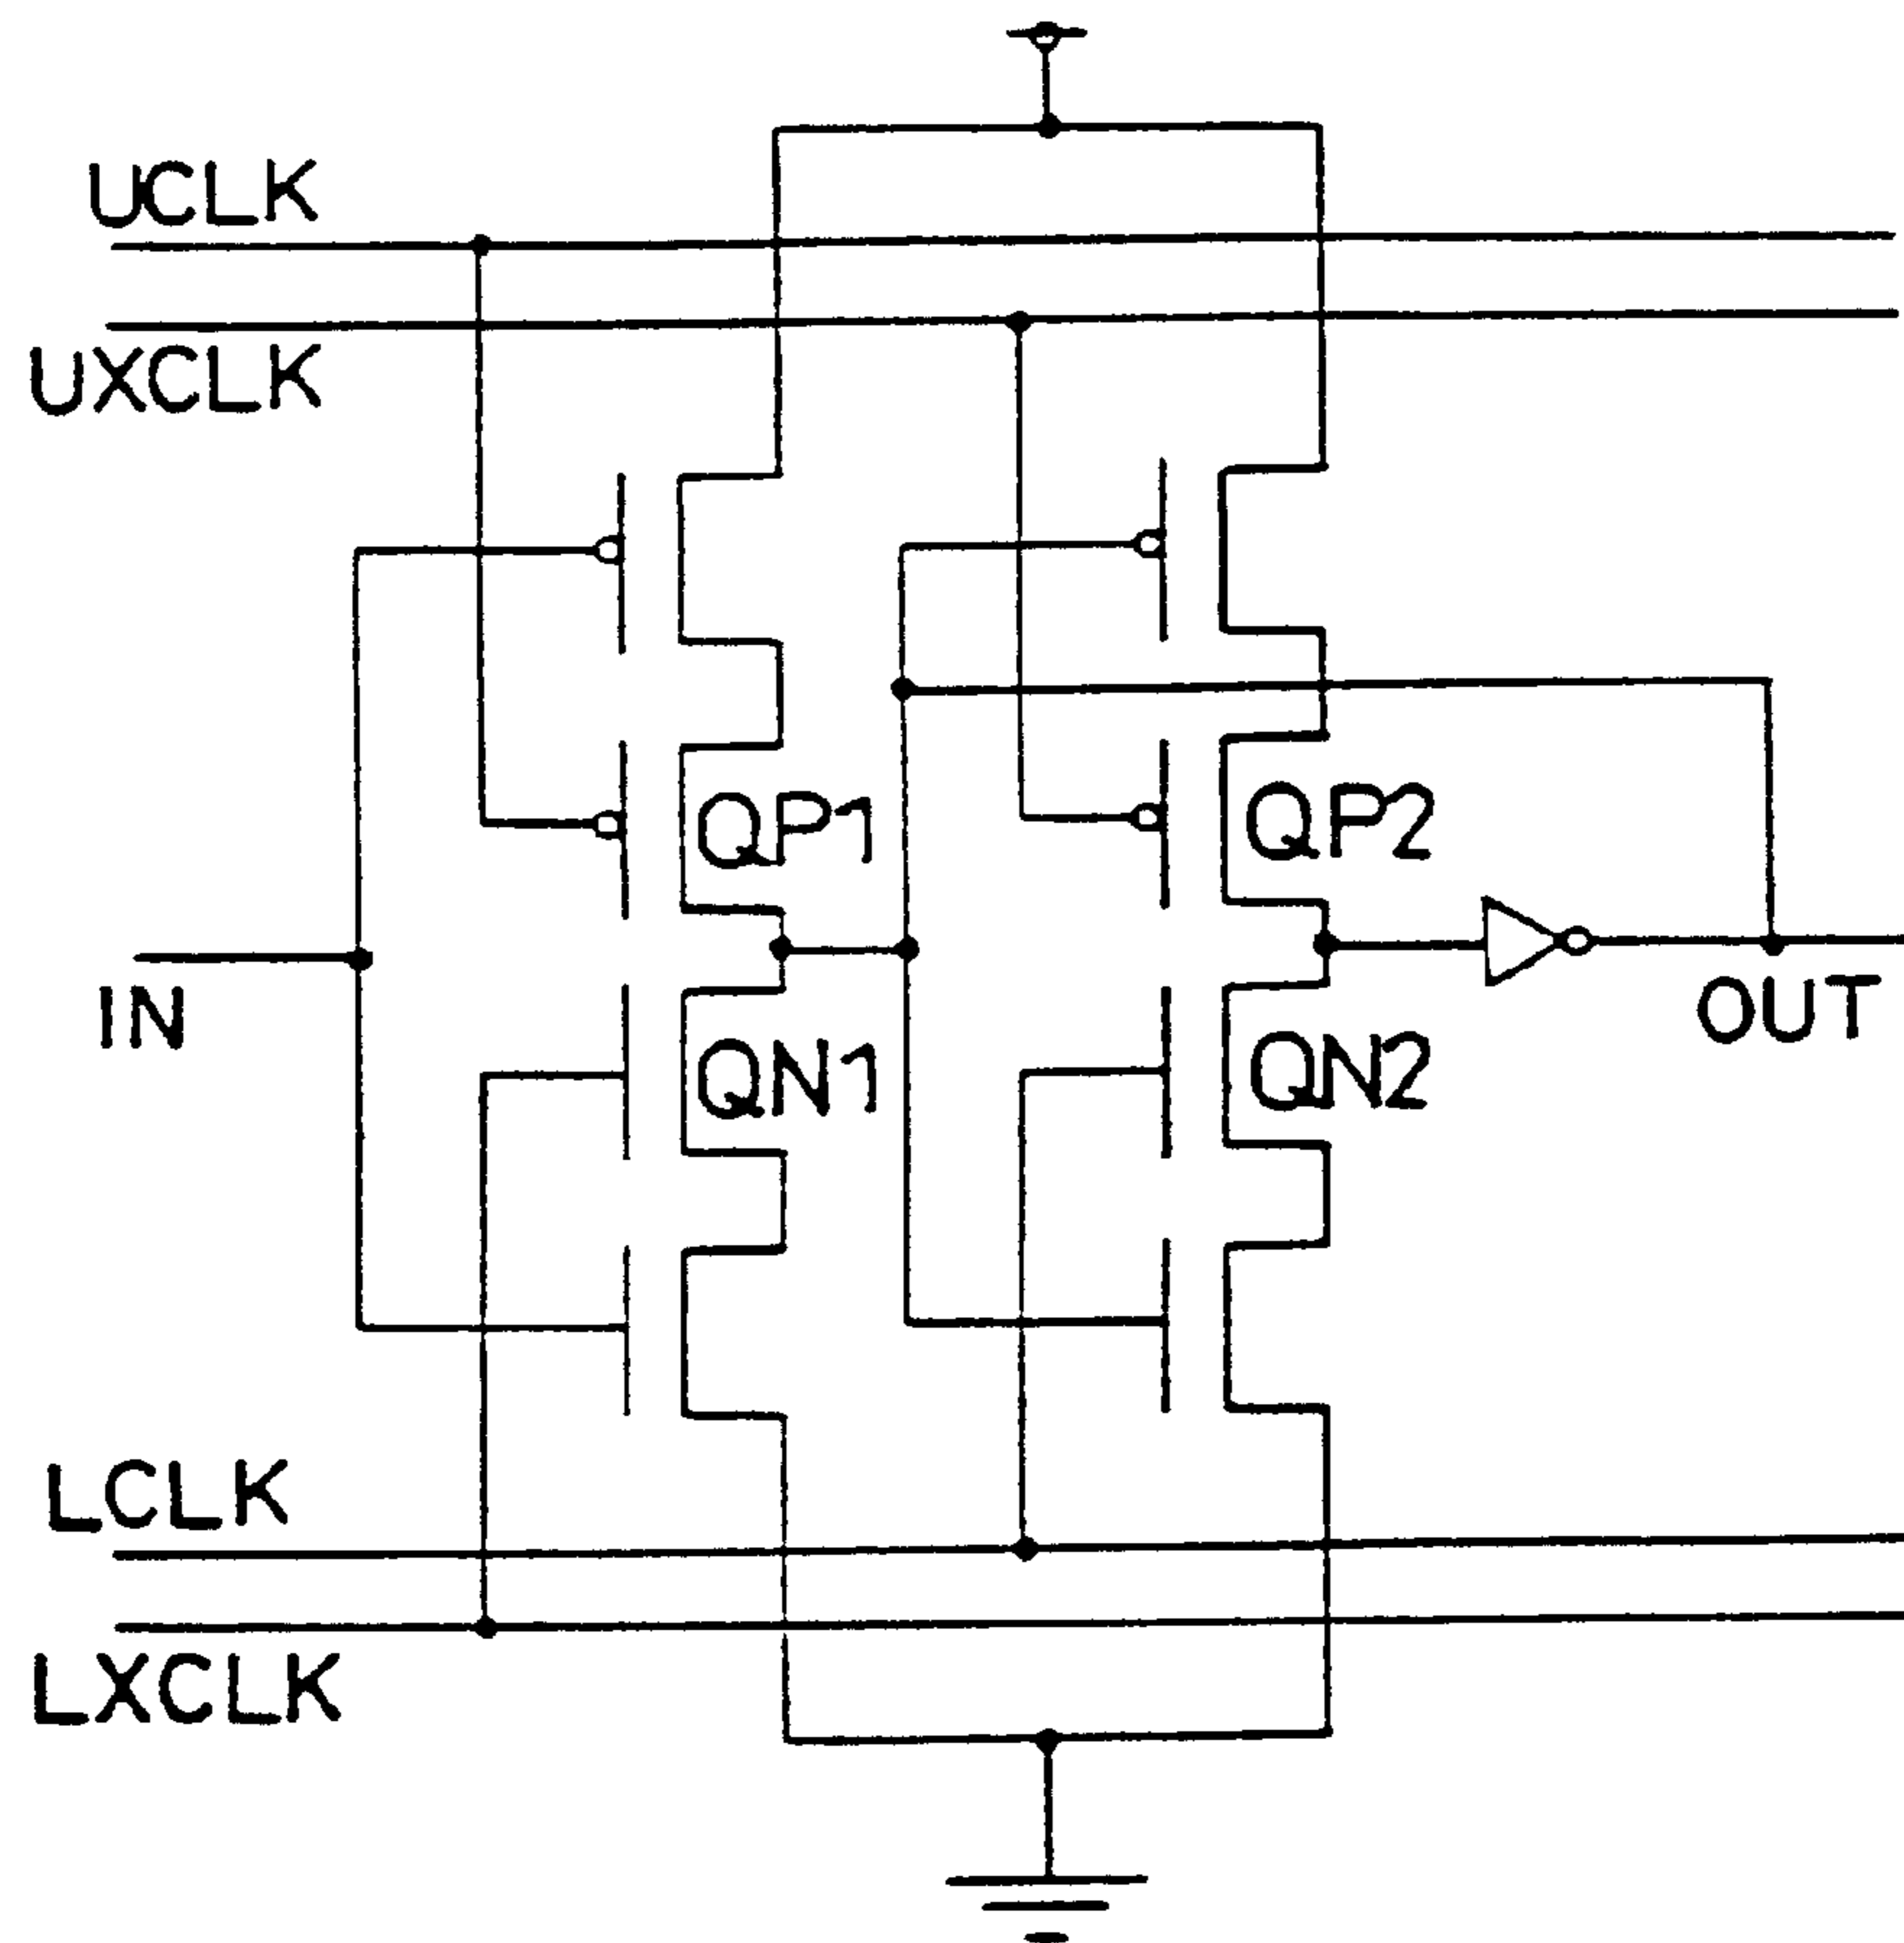 UCLK
UXCLK
QP1
QP2
IN
QN1
QN2
OUT
LCLK
LXCLK